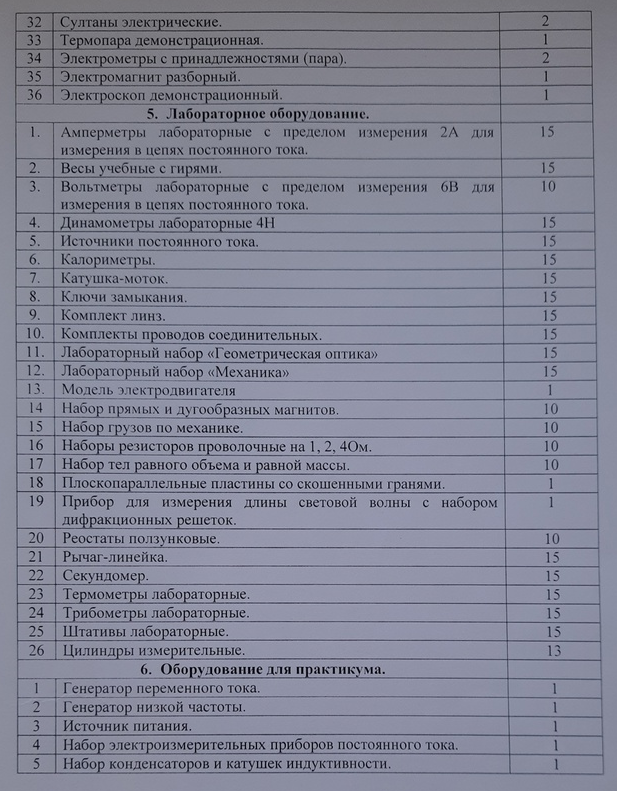 32 Султаны электрические. 2
33 Термопара демонстрационная. 1
34 Электрометры с принадлежностями (пара). 2
35 Электромагнит разборный. 1
36 Электроскоп демонстрационный. 1
5. Лабораторное оборудование.
1. Амперметры лабораторные с пределом измерения 2А для 15
измерения в цепях постоянного тока.
2. Весы учебные с гирями. 15
3. Вольтметры лабораторные с пределом измерения 6В для 10
измерения в цепях постоянного тока.
4. Динамометры лабораторные 4Н 15
5. Источники постоянного тока. 15
6. Калориметры. 15
7. Катушка-моток. 15
8. Ключи замыкания. 15
9. Комплект линз. 15
10. Комплекты проводов соединительных. 15
11. Лабораторный набор «Геометрическая оптика» 15
12. Лабораторный набор «Механика» 15
13. Модель электродвигателя 1
14 Набор прямых и дугообразных магнитов. 10
15 Набор грузов по механике. 10
16 Наборы резисторов проволочные на 1, 2, 4Ом. 10
17 Набор тел равного объема и равной массы. 10
18 Плоскопараллельные пластины со скошенными гранями. 1
19 Прибор для измерения длины световой волны с набором 1
дифракционных решеток.
20 Реостаты ползунковые. 10
21 Рычаг-линейка. 15
22 Секундомер. 15
23 Термометры лабораторные. 15
24 Трибометры лабораторные. 15
25 Штативы лабораторные. 15
26 Цилиндры измерительные. 13
6. Оборудование для практикума.
1 Генератор переменного тока. 1
2 Генератор низкой частоты. 1
3 Источник питания. 1
4 Набор электроизмерительных приборов постоянного тока. 1
5 Набор конденсаторов и катушек индуктивности. 1